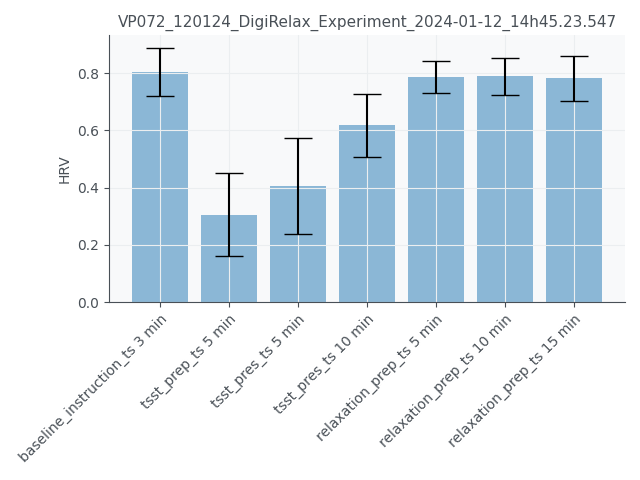 VP072_120124_DigiRelax_Experiment_2024-01-12_14h45.23.547
HRV
0.8
0.6
0.4
0.2
0.0
baseline_instruction_ts 3 min
tsst_prep_ts 5 min
tsst_pres_ts 5 min
tsst_pres_ts 10 min
relaxation_prep_ts 5 min
relaxation_prep_ts 10 min
relaxation_prep_ts 15 min